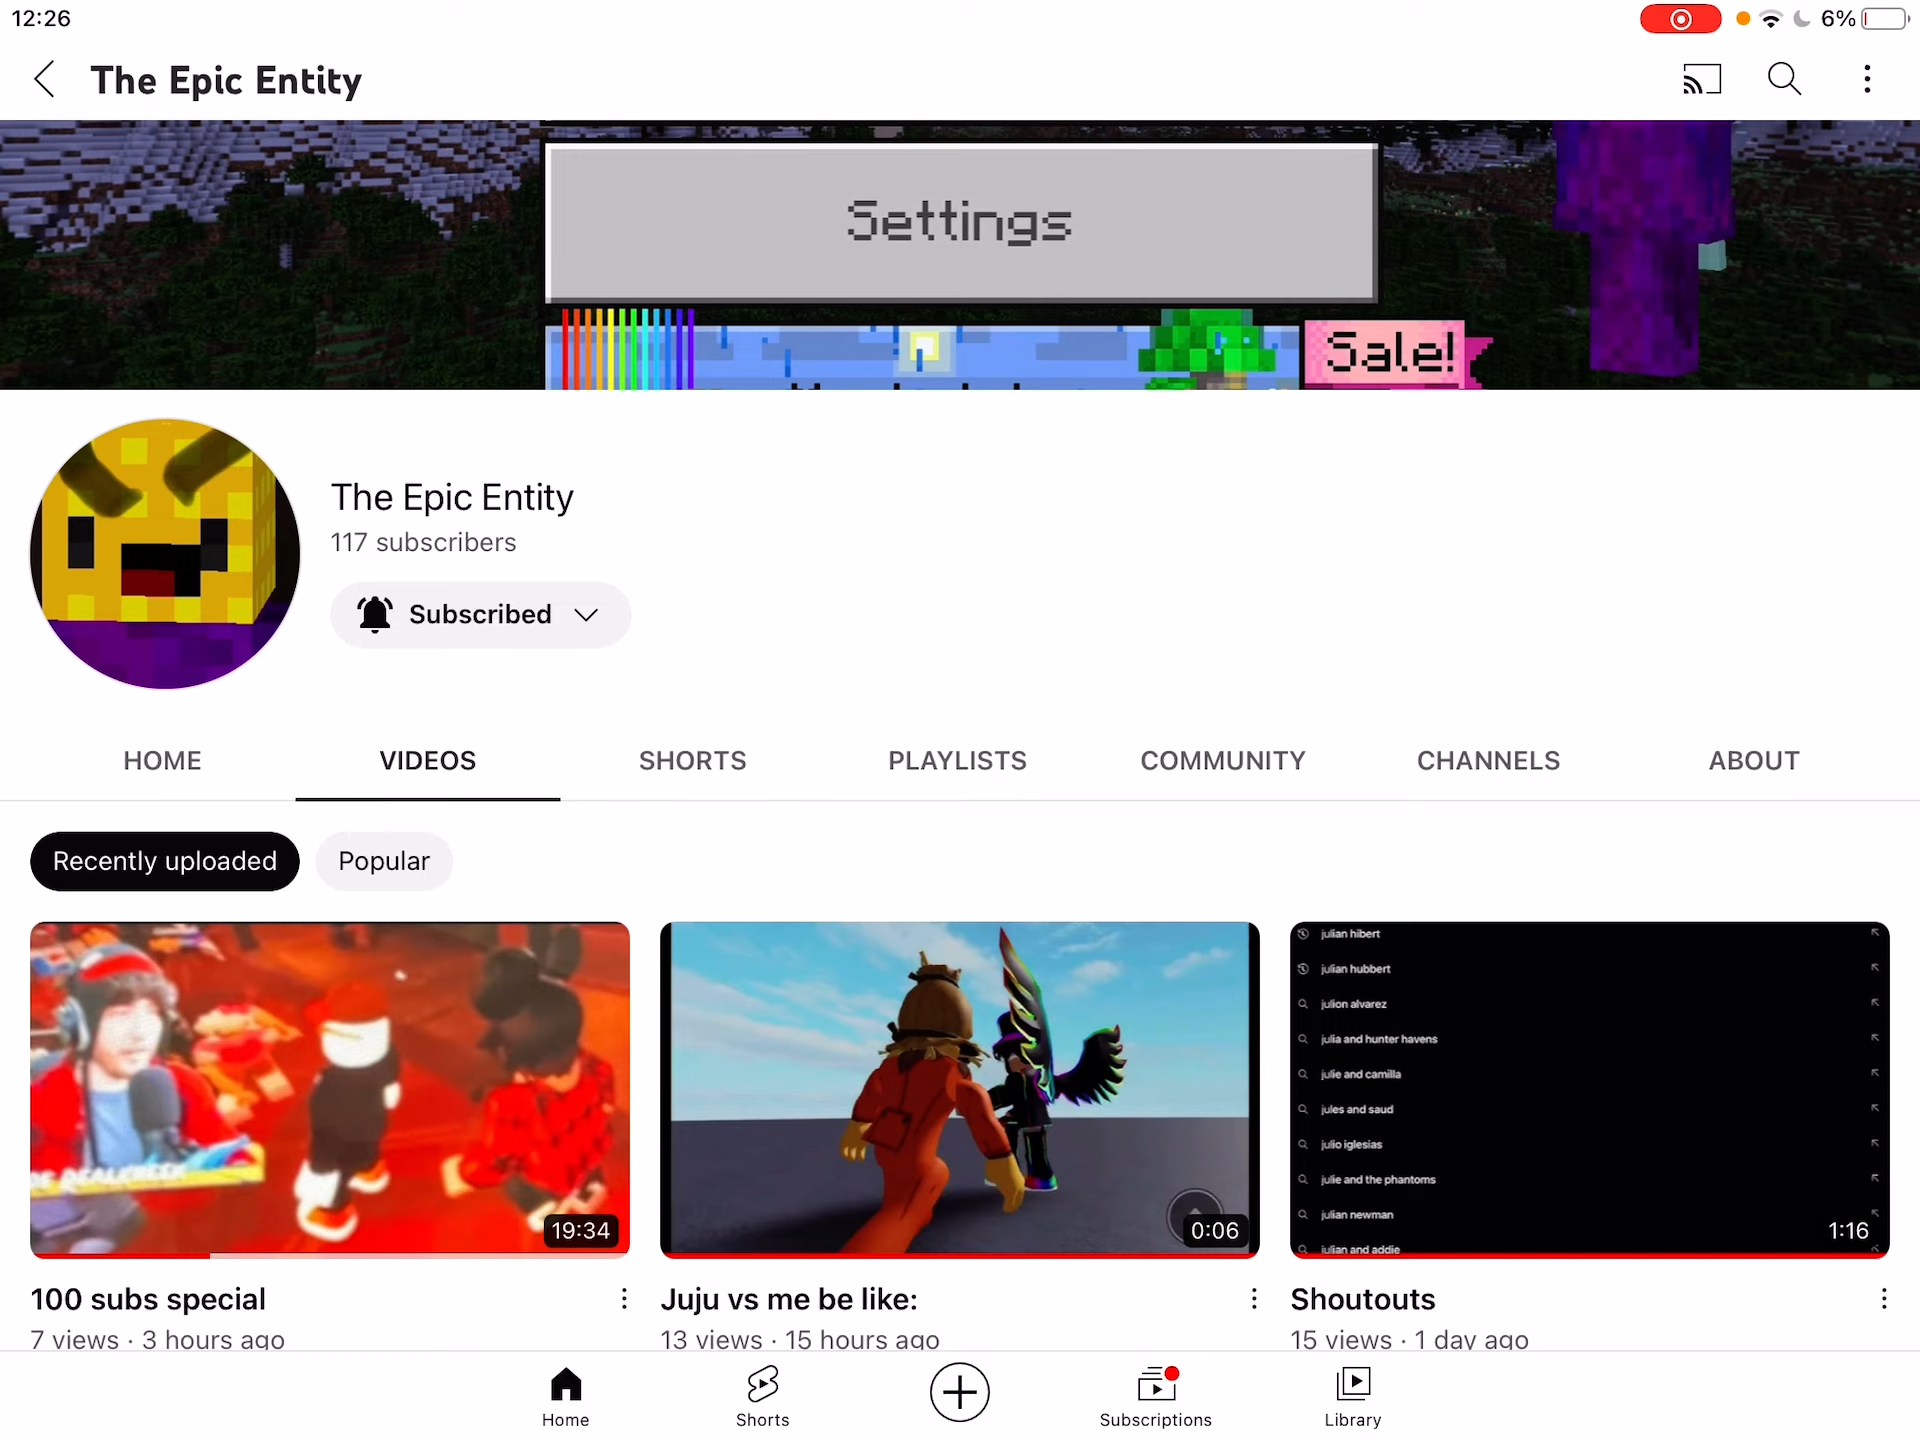 12:26
6%
The Epic Entity
Settings
Sale!
The Epic Entity
117 subscribers
Subscribed
HOME
VIDEOS
SHORTS
PLAYLISTS
COMMUNITY
CHANNELS
ABOUT
Recently uploaded
Popular
19:34
0:06
julian hibert
julian hubbert
julion alvarez
julia and hunter havens
julie and camilla
jules and saud
julio iglesias
julie and the phantoms
julian newman
julian and addie
1:16
100 subs special
7 views · 3 hours ago
Juju vs me be like:
13 views · 15 hours ago
Shoutouts
15 views · 1 day ago
Home
Shorts
Subscriptions
Library